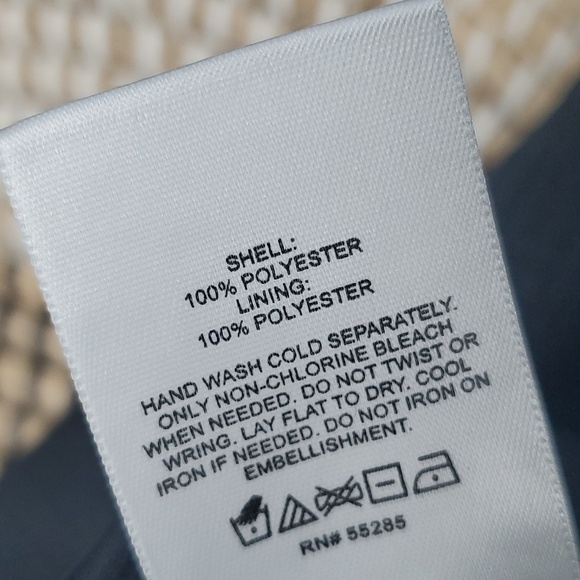 SHELL:
100% POLYESTER
LINING:
100% POLYESTER
HAND WASH COLD SEPARATELY.
ONLY NON-CHLORINE BLEACH
WHEN NEEDED. DO NOT TWIST OR
WRING. LAY FLAT TO DRY. COOL
IRON IF NEEDED. DO NOT IRON ON
EMBELLISHMENT.
RN# 55285